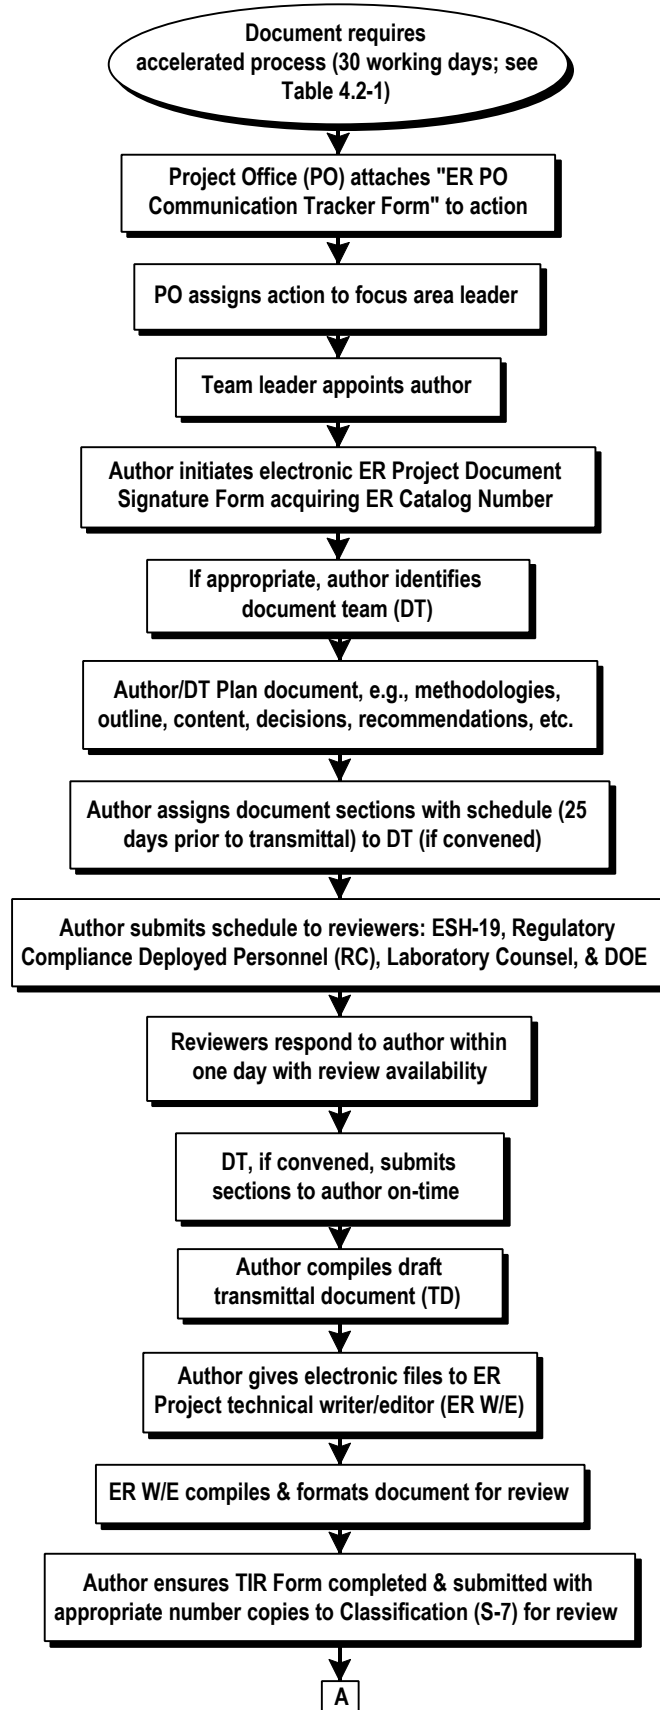 Document requires
accelerated process (30 working days; see
Table 4.2-1)
Project Office (PO) attaches "ER PO
Communication Tracker Form" to action
PO assigns action to focus area leader
Team leader appoints author
Author initiates electronic ER Project Document
Signature Form acquiring ER Catalog Number
If appropriate, author identifies
document team (DT)
Author/DT Plan document, e.g., methodologies,
outline, content, decisions, recommendations, etc.
Author assigns document sections with schedule (25
days prior to transmittal) to DT (if convened)
Author submits schedule to reviewers: ESH-19, Regulatory
Compliance Deployed Personnel (RC), Laboratory Counsel, & DOE
Reviewers respond to author within
one day with review availability
DT, if convened, submits
sections to author on-time
Author compiles draft
transmittal document (TD)
Author gives electronic files to ER
Project technical writer/editor (ER W/E)
ER W/E compiles & formats document for review
Author ensures TIR Form completed & submitted with
appropriate number copies to Classification (S-7) for review
A